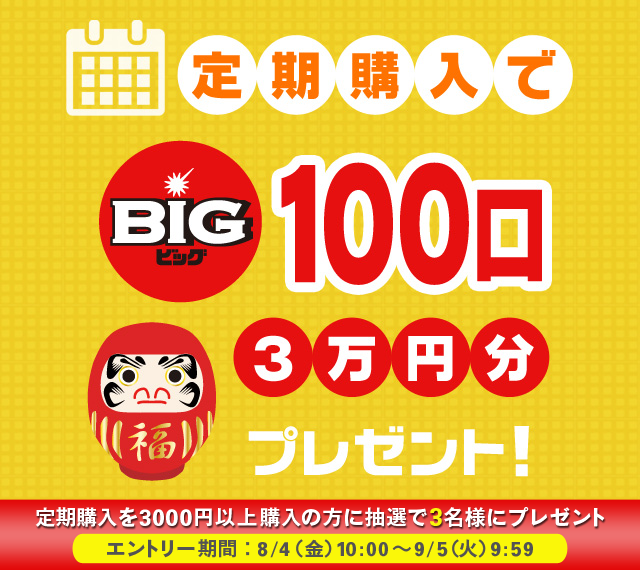 定期購入で
BIG
ビッグ
100口
3万円分
福
プレゼント!
定期購入を3000円以上購入の方に抽選で3名様にプレゼント
エントリー期間：8/4（金）10:00～9/5（火）9:59